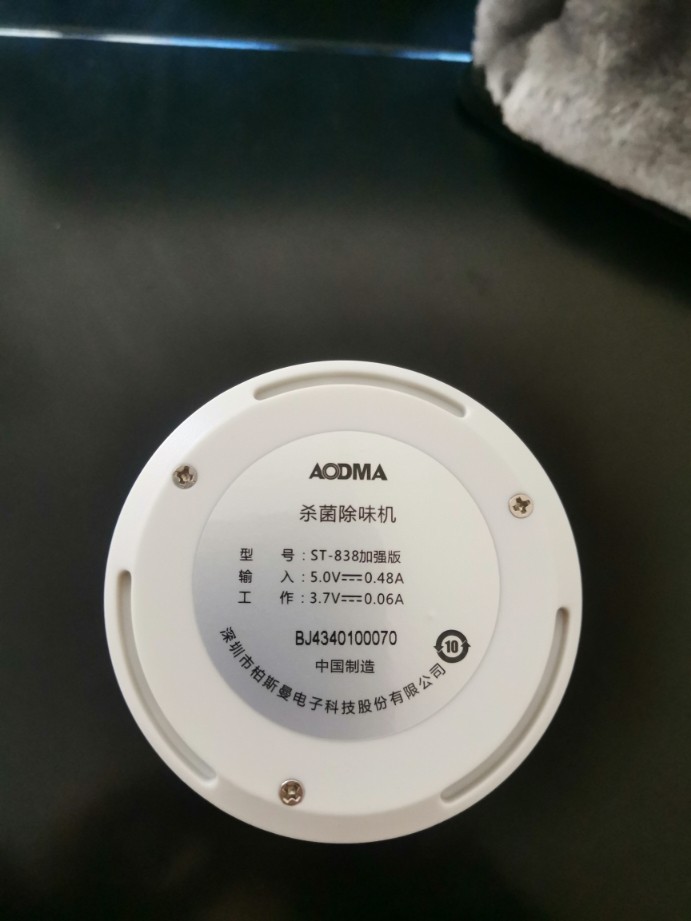 AODMA
杀菌除味机
型 号:ST-838加强版
输 入:5.0V⎓0.48A
工 作:3.7V⎓0.06A
BJ4340100070
10
中国制造
深圳市柏斯曼电子科技股份有限公司